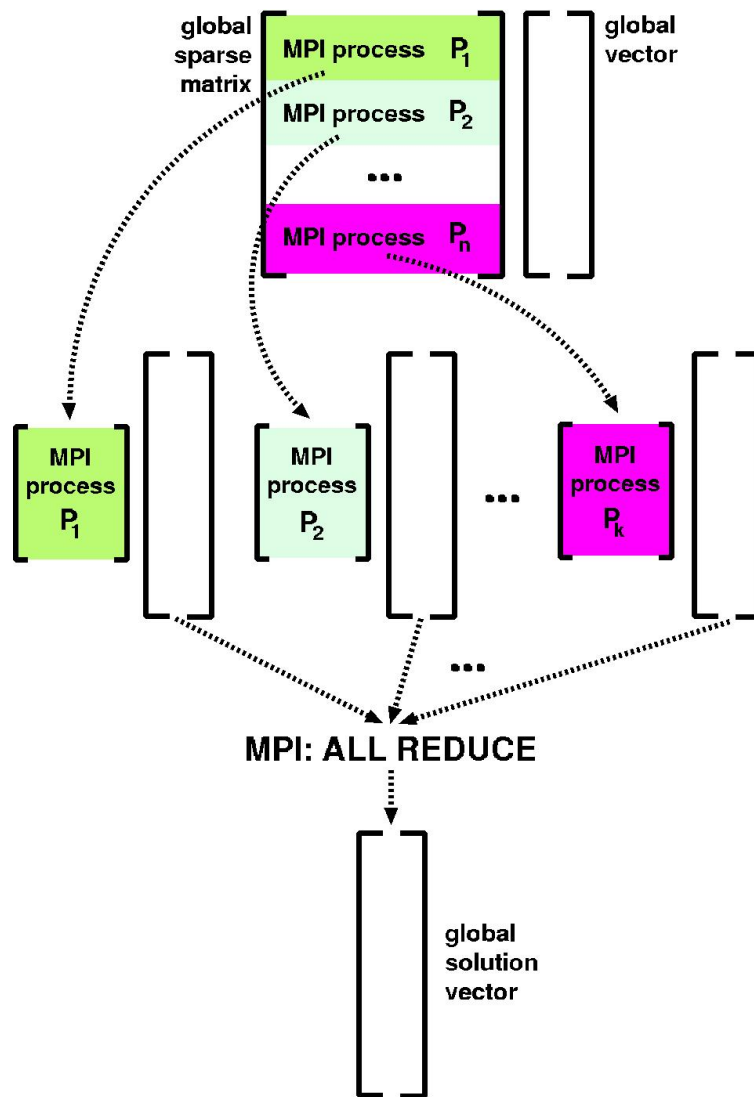 global
sparse
matrix
MPI process P1
MPI process P2
...
MPI process Pn
global
vector
MPI
process
P1
MPI
process
P2
...
MPI
process
Pk
...
MPI: ALL REDUCE
global
solution
vector